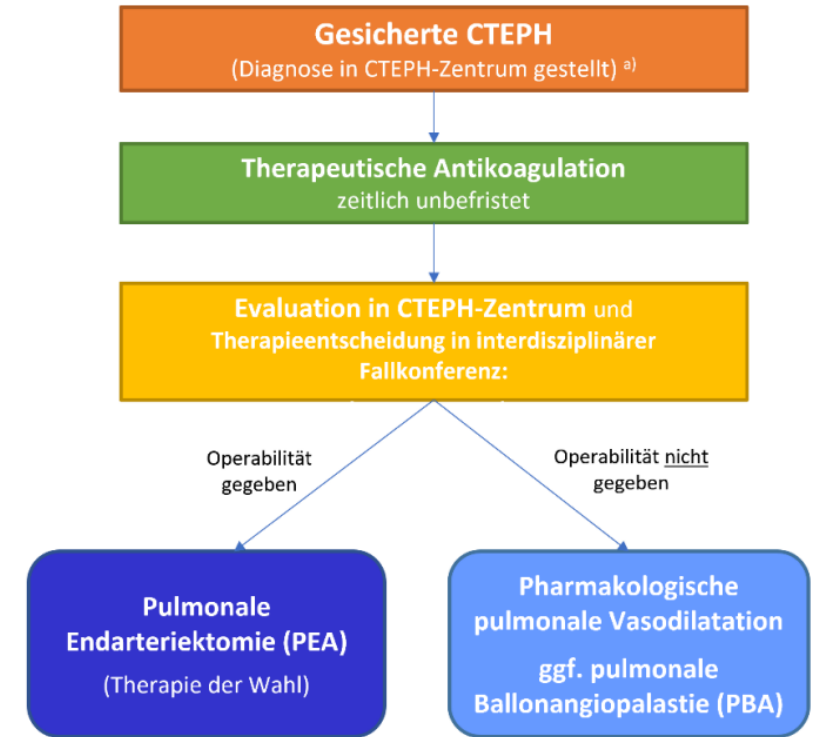 Gesicherte CTEPH
(Diagnose in CTEPH-Zentrum gestellt) a)
Therapeutische Antikoagulation
zeitlich unbefristet
Evaluation in CTEPH-Zentrum und
Therapieentscheidung in interdisziplinärer
Fallkonferenz:
Operabilität
gegeben
Operabilität nicht
gegeben
Pulmonale
Endarteriektomie (PEA)
(Therapie der Wahl)
Pharmakologische
pulmonale Vasodilatation
ggf. pulmonale
Ballonangiopalastie (PBA)